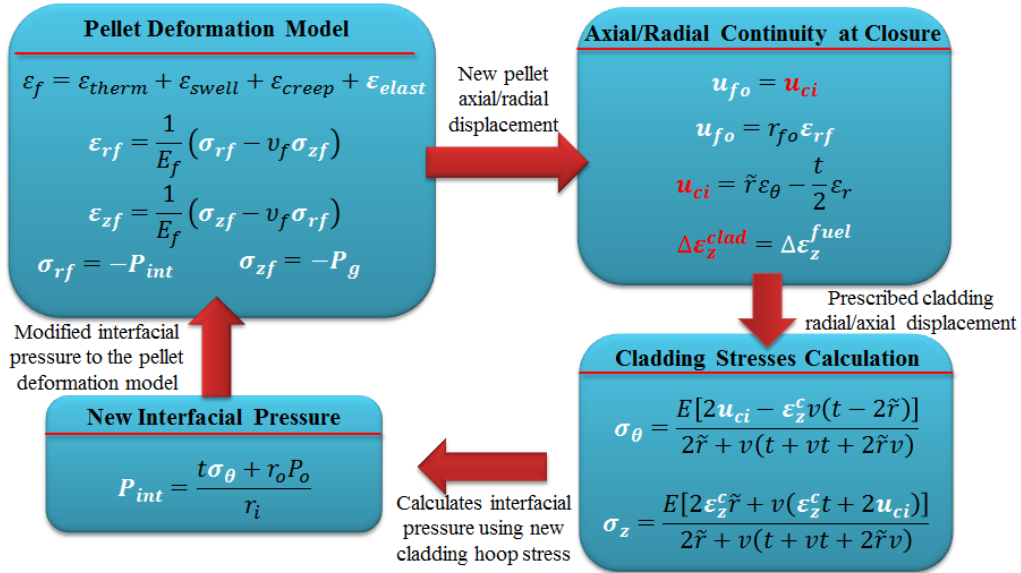 Pellet Deformation Model
ε_f = ε_therm + ε_swell + ε_creep + ε_elast
ε_rf = 1/E_f (σ_rf − υ_f σ_zf)
ε_zf = 1/E_f (σ_zf − υ_f σ_rf)
σ_rf = −P_int    σ_zf = −P_g
New pellet
axial/radial
displacement
Axial/Radial Continuity at Closure
u_fo = u_ci
u_fo = r_fo ε_rf
u_ci = r̃ε_θ − t/2 ε_r
Δε_z^clad = Δε_z^fuel
Prescribed cladding
radial/axial displacement
Cladding Stresses Calculation
σ_θ = E[2u_ci − ε_z^c v(t − 2r̃)] / 2r̃ + v(t + vt + 2r̃v)
σ_z = E[2ε_z^c r̃ + v(ε_z^c t + 2u_ci)] / 2r̃ + v(t + vt + 2r̃v)
Calculates interfacial
pressure using new
cladding hoop stress
New Interfacial Pressure
P_int = tσ_θ + r_o P_o / r_i
Modified interfacial
pressure to the pellet
deformation model